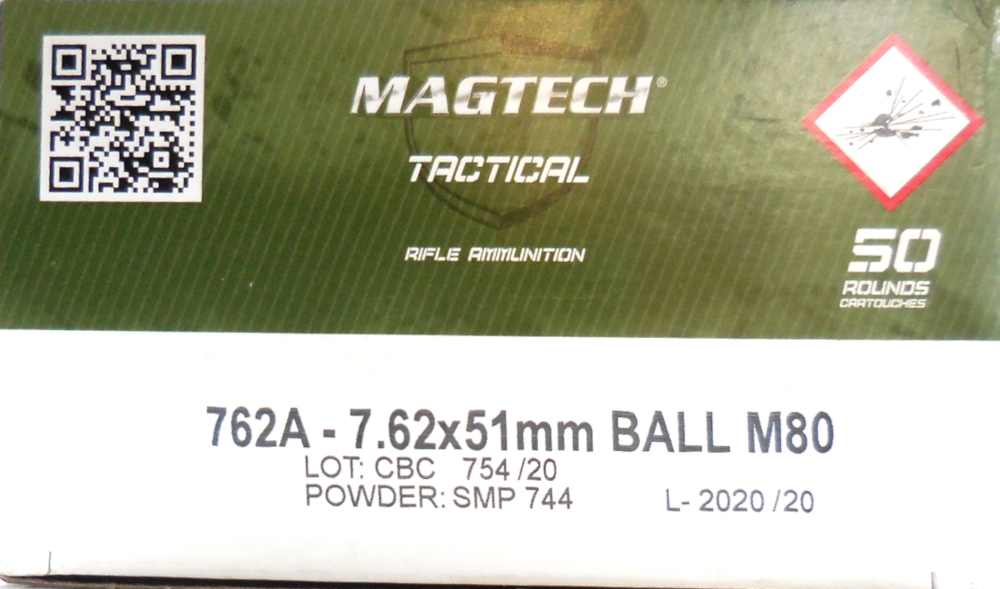 MAGTECH®
TACTICAL
RIFLE AMMUNITION
50
ROUNDS
CARTOUCHES
762A - 7.62x51mm BALL M80
LOT: CBC 754 /20
POWDER: SMP 744 L- 2020 /20